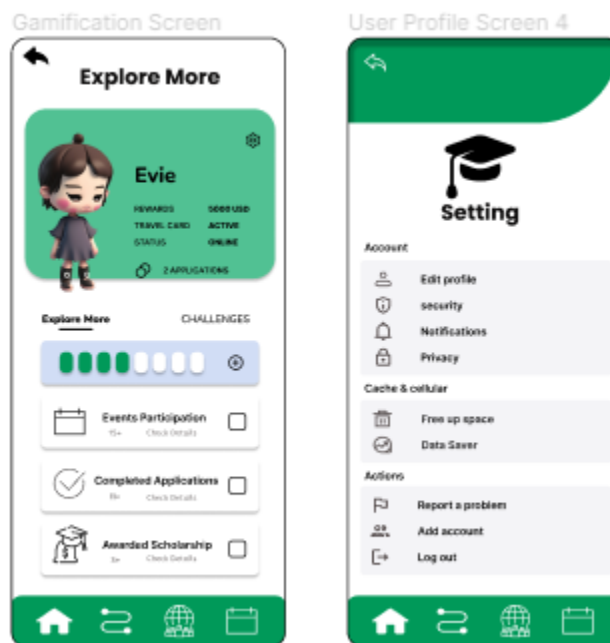 Gamification Screen
Explore More
Evie
REWARDS 5000 USD
TRAVEL CARD ACTIVE
STATUS ONLINE
2 APPLICATIONS
Explore More CHALLENGES
Events Participation
15+ Check Details
Completed Applications
Check Details
Awarded Scholarship
Check Details
User Profile Screen 4
Setting
Account
Edit profile
security
Notifications
Privacy
Cache & cellular
Free up space
Data Saver
Actions
Report a problem
Add account
Log out